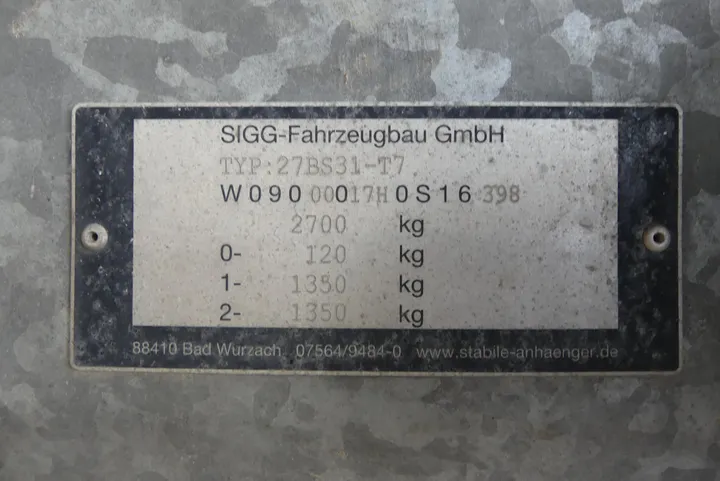 SIGG-Fahrzeugbau GmbH
TYP:27BS31-T7
W09000017H0S16398
2700 kg
0- 120 kg
1- 1350 kg
2- 1350 kg
88410 Bad Wurzach 07564/9484-0 www.stabile-anhaenger.de